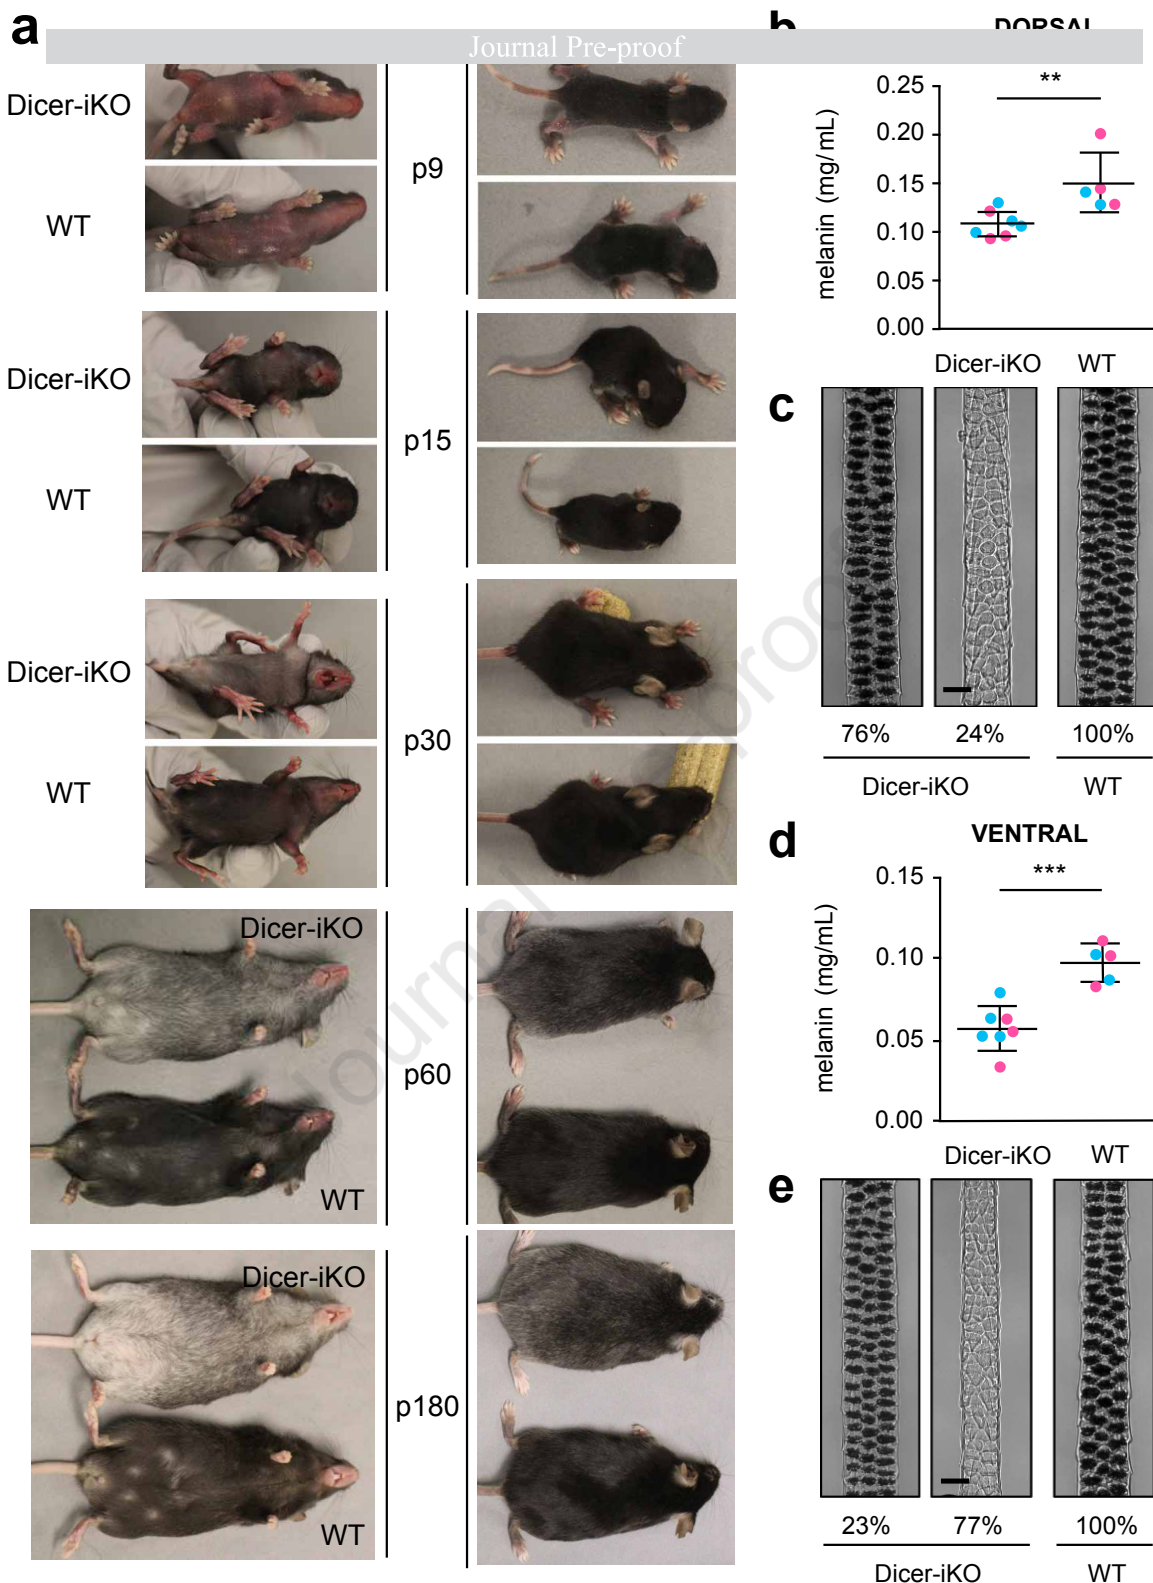 a
Journal Pre-proof
Dicer-iKO
WT
p9
Dicer-iKO
WT
p15
Dicer-iKO
WT
p30
Dicer-iKO
WT
p60
Dicer-iKO
WT
p180
b
DORSAL
melanin (mg/mL)
0.25
0.20
0.15
0.10
0.05
0.00
**
Dicer-iKO WT
c
76% 24% 100%
Dicer-iKO WT
d
VENTRAL
melanin (mg/mL)
0.15
0.10
0.05
0.00
***
Dicer-iKO WT
e
23% 77% 100%
Dicer-iKO WT